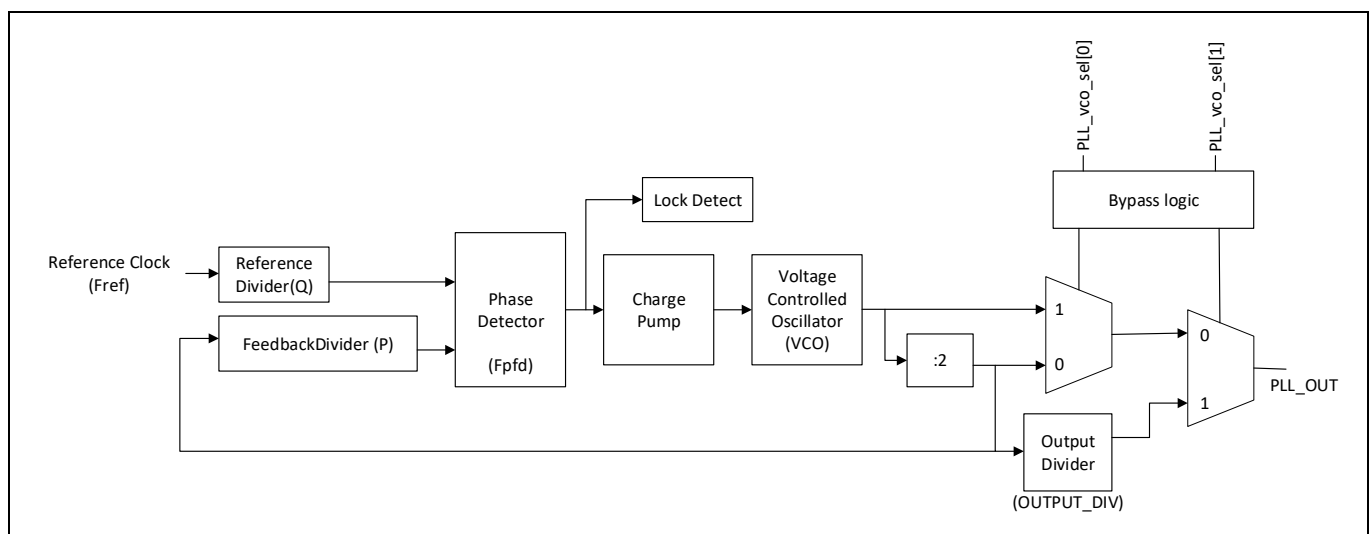 PLL_vco_sel[0]
PLL_vco_sel[1]
Bypass logic
Lock Detect
Reference Clock
(Fref)
Reference
Divider(Q)
FeedbackDivider (P)
Phase
Detector
(Fpfd)
Charge
Pump
Voltage
Controlled
Oscillator
(VCO)
:2
1
0
0
1
PLL_OUT
Output
Divider
(OUTPUT_DIV)